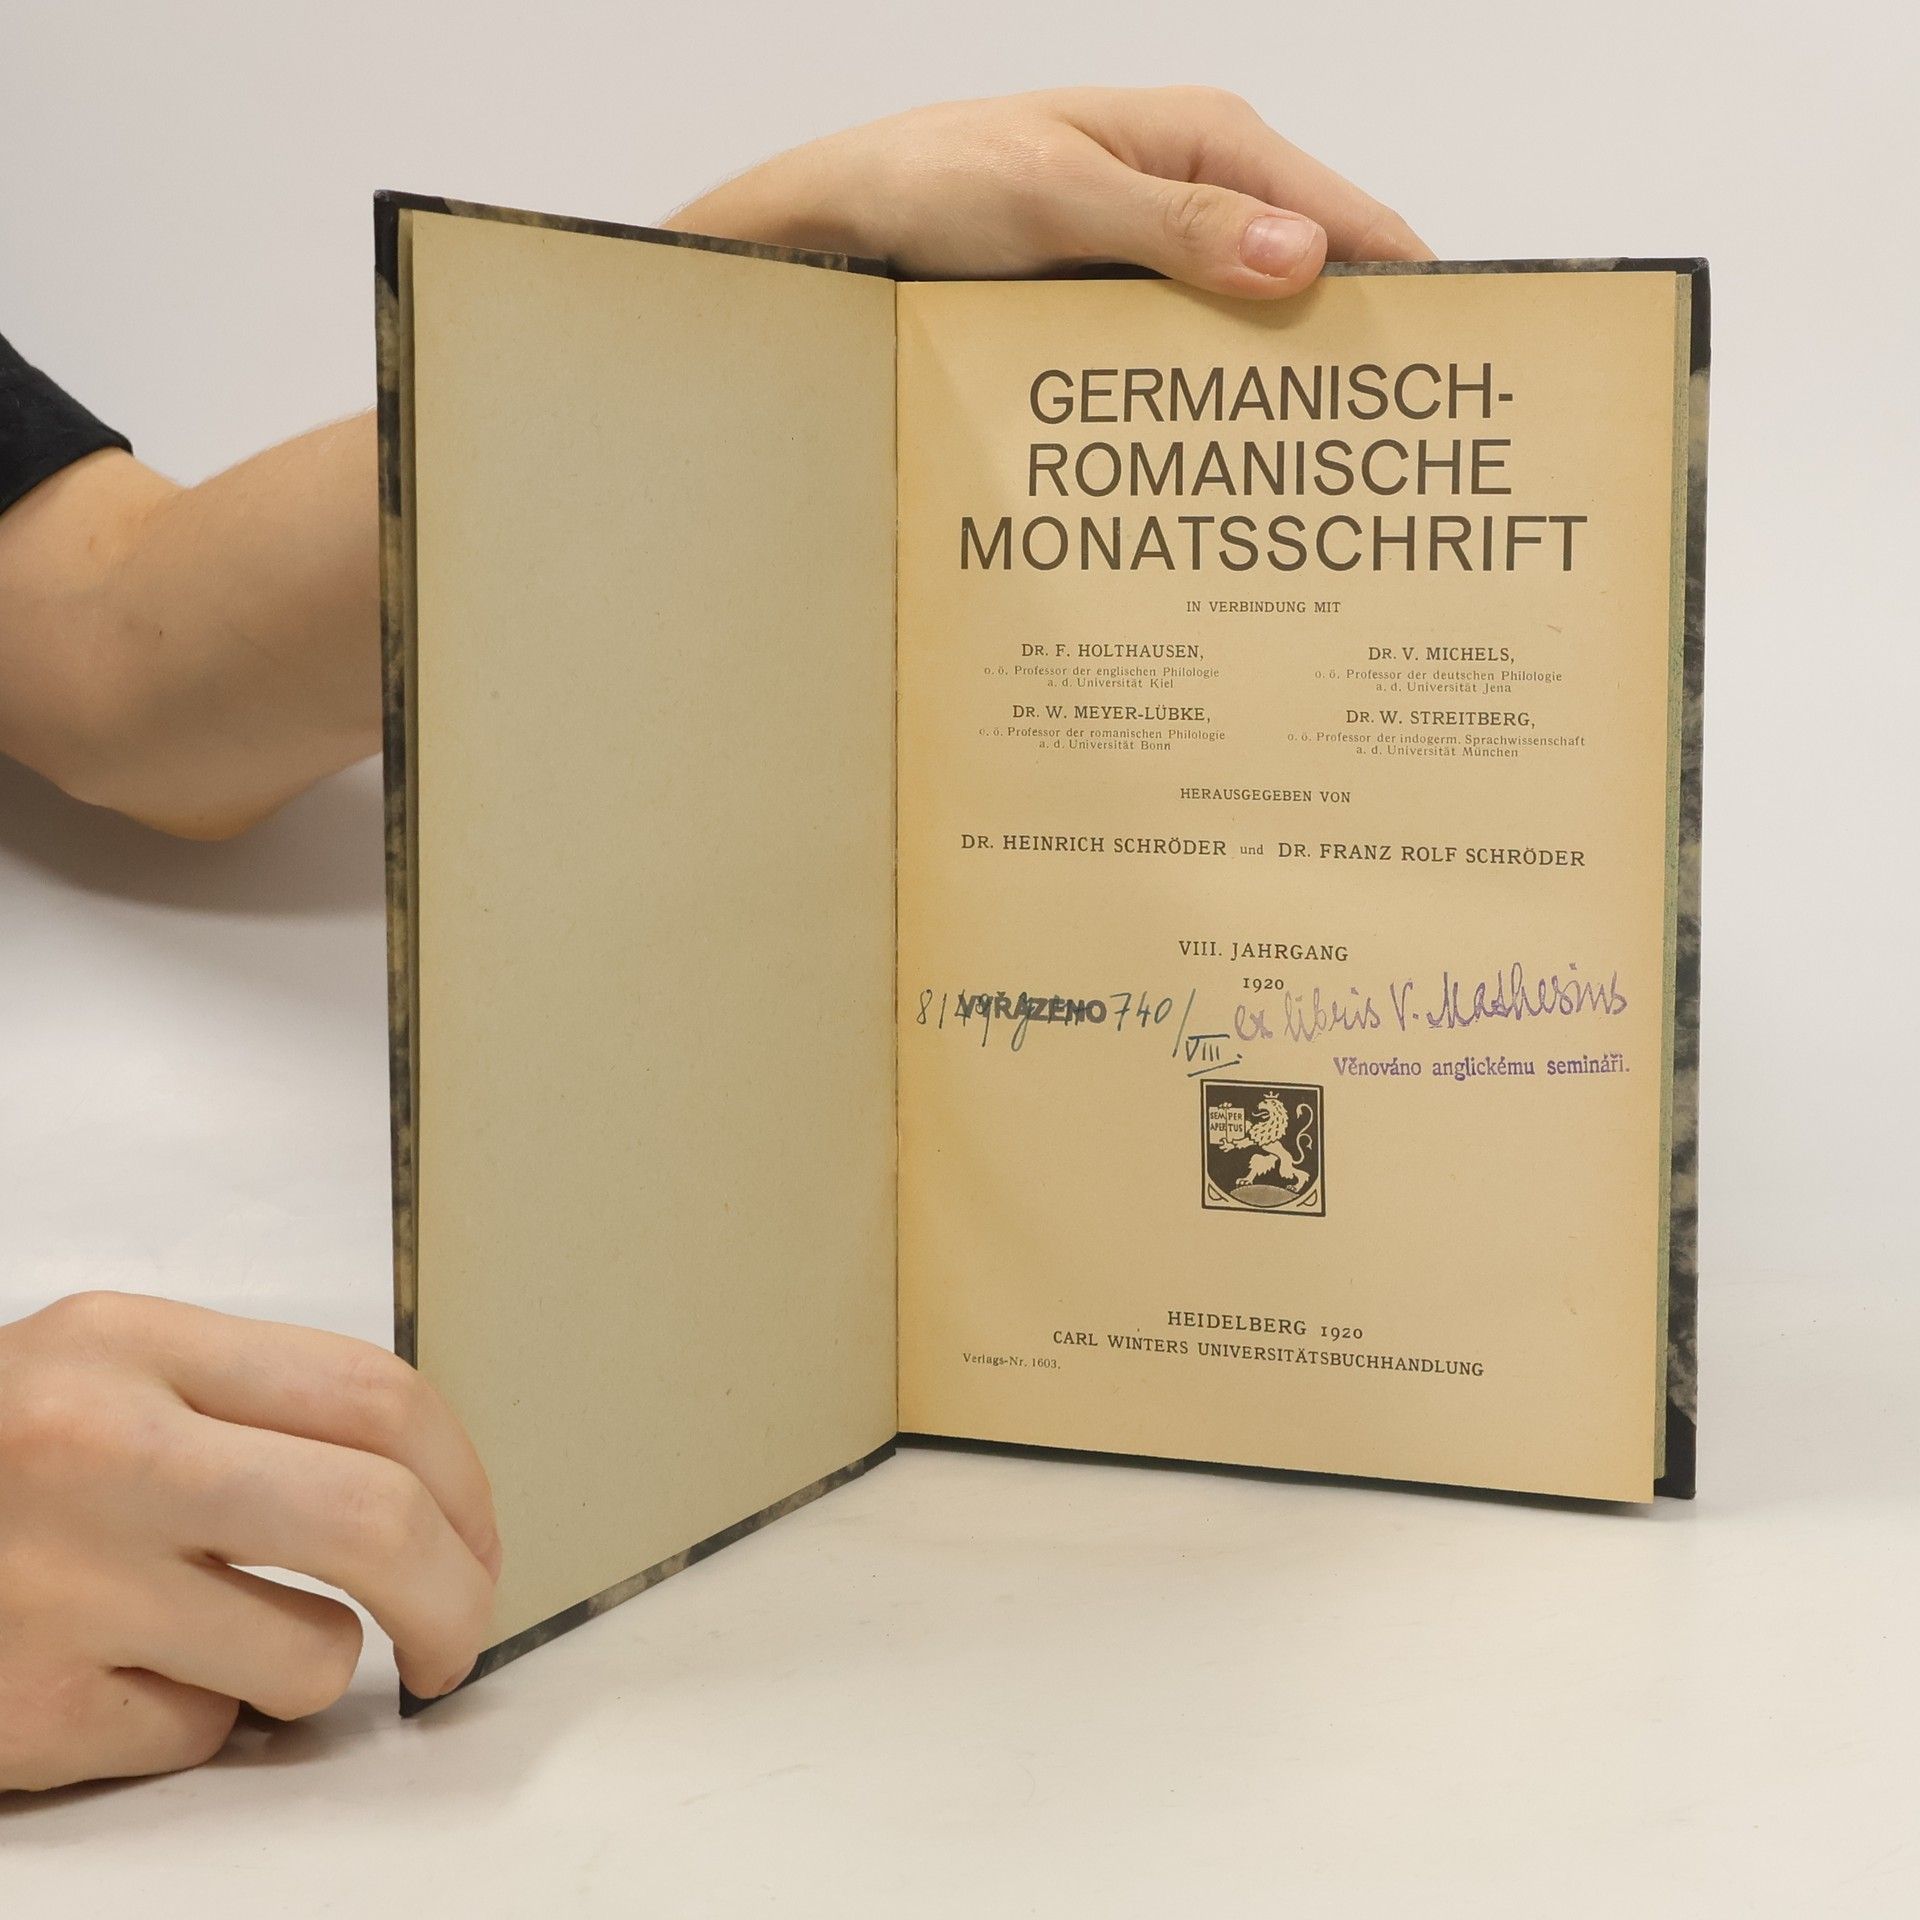 GERMANISCH-
ROMANISCHE
MONATSSCHRIFT
IN VERBINDUNG MIT
DR. F. HOLTHAUSEN,
o. ö. Professor der englischen Philologie
a. d. Universität Kiel
DR. V. MICHELS,
o. ö. Professor der deutschen Philologie
a. d. Universität Jena
DR. W. MEYER-LÜBKE,
o. ö. Professor der romanischen Philologie
a. d. Universität Bonn
DR. W. STREITBERG,
o. ö. Professor der indogerm. Sprachwissenschaft
a. d. Universität München
HERAUSGEGEBEN VON
DR. HEINRICH SCHRÖDER und DR. FRANZ ROLF SCHRÖDER
VIII. JAHRGANG
1920
VYŘAZENO 740/VIII.
ex libris V. Mathesius
Věnováno anglickému semináři.
SEMPER
APERTUS
HEIDELBERG 1920
CARL WINTERS UNIVERSITÄTSBUCHHANDLUNG
Verlags-Nr. 1603.